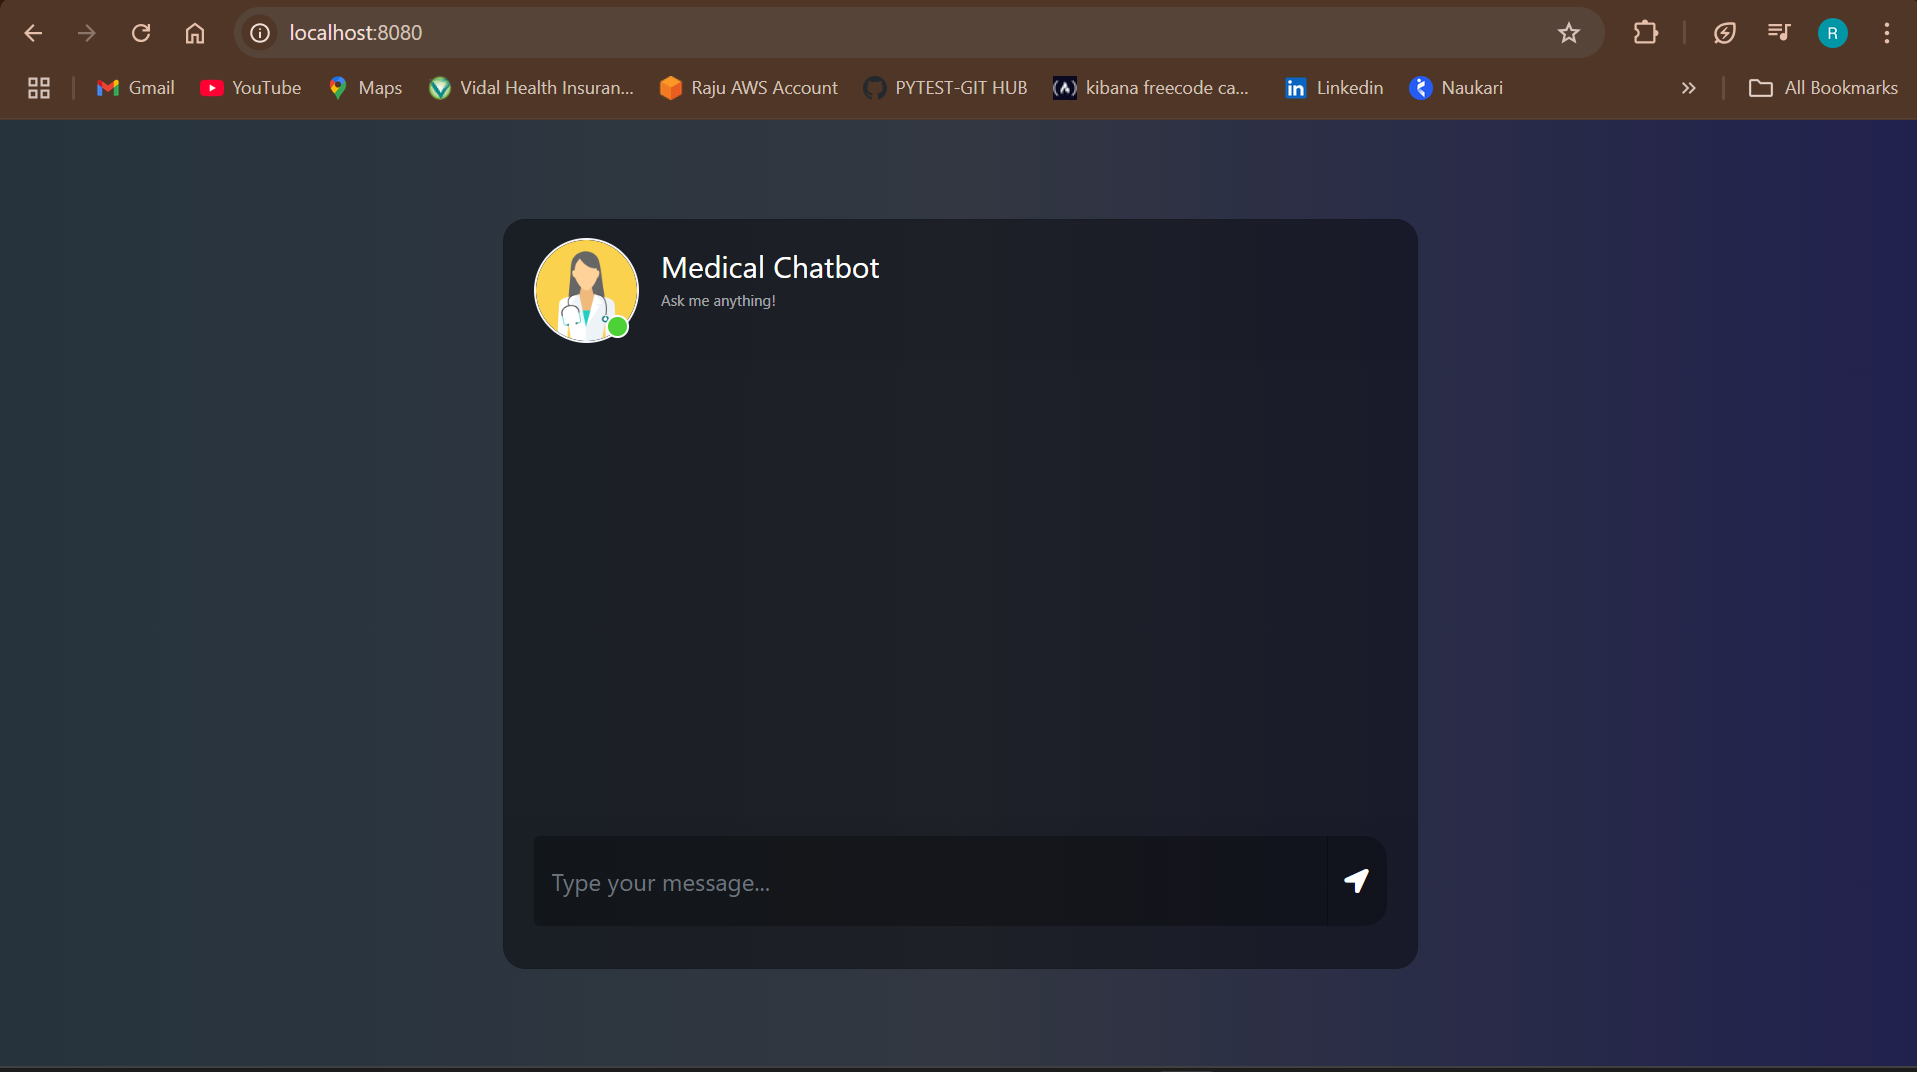 localhost:8080
R
Gmail
YouTube
Maps
Vidal Health Insuran...
Raju AWS Account
PYTEST-GIT HUB
kibana freecode ca...
in
Linkedin
Naukari
All Bookmarks
Medical Chatbot
Ask me anything!
Type your message...